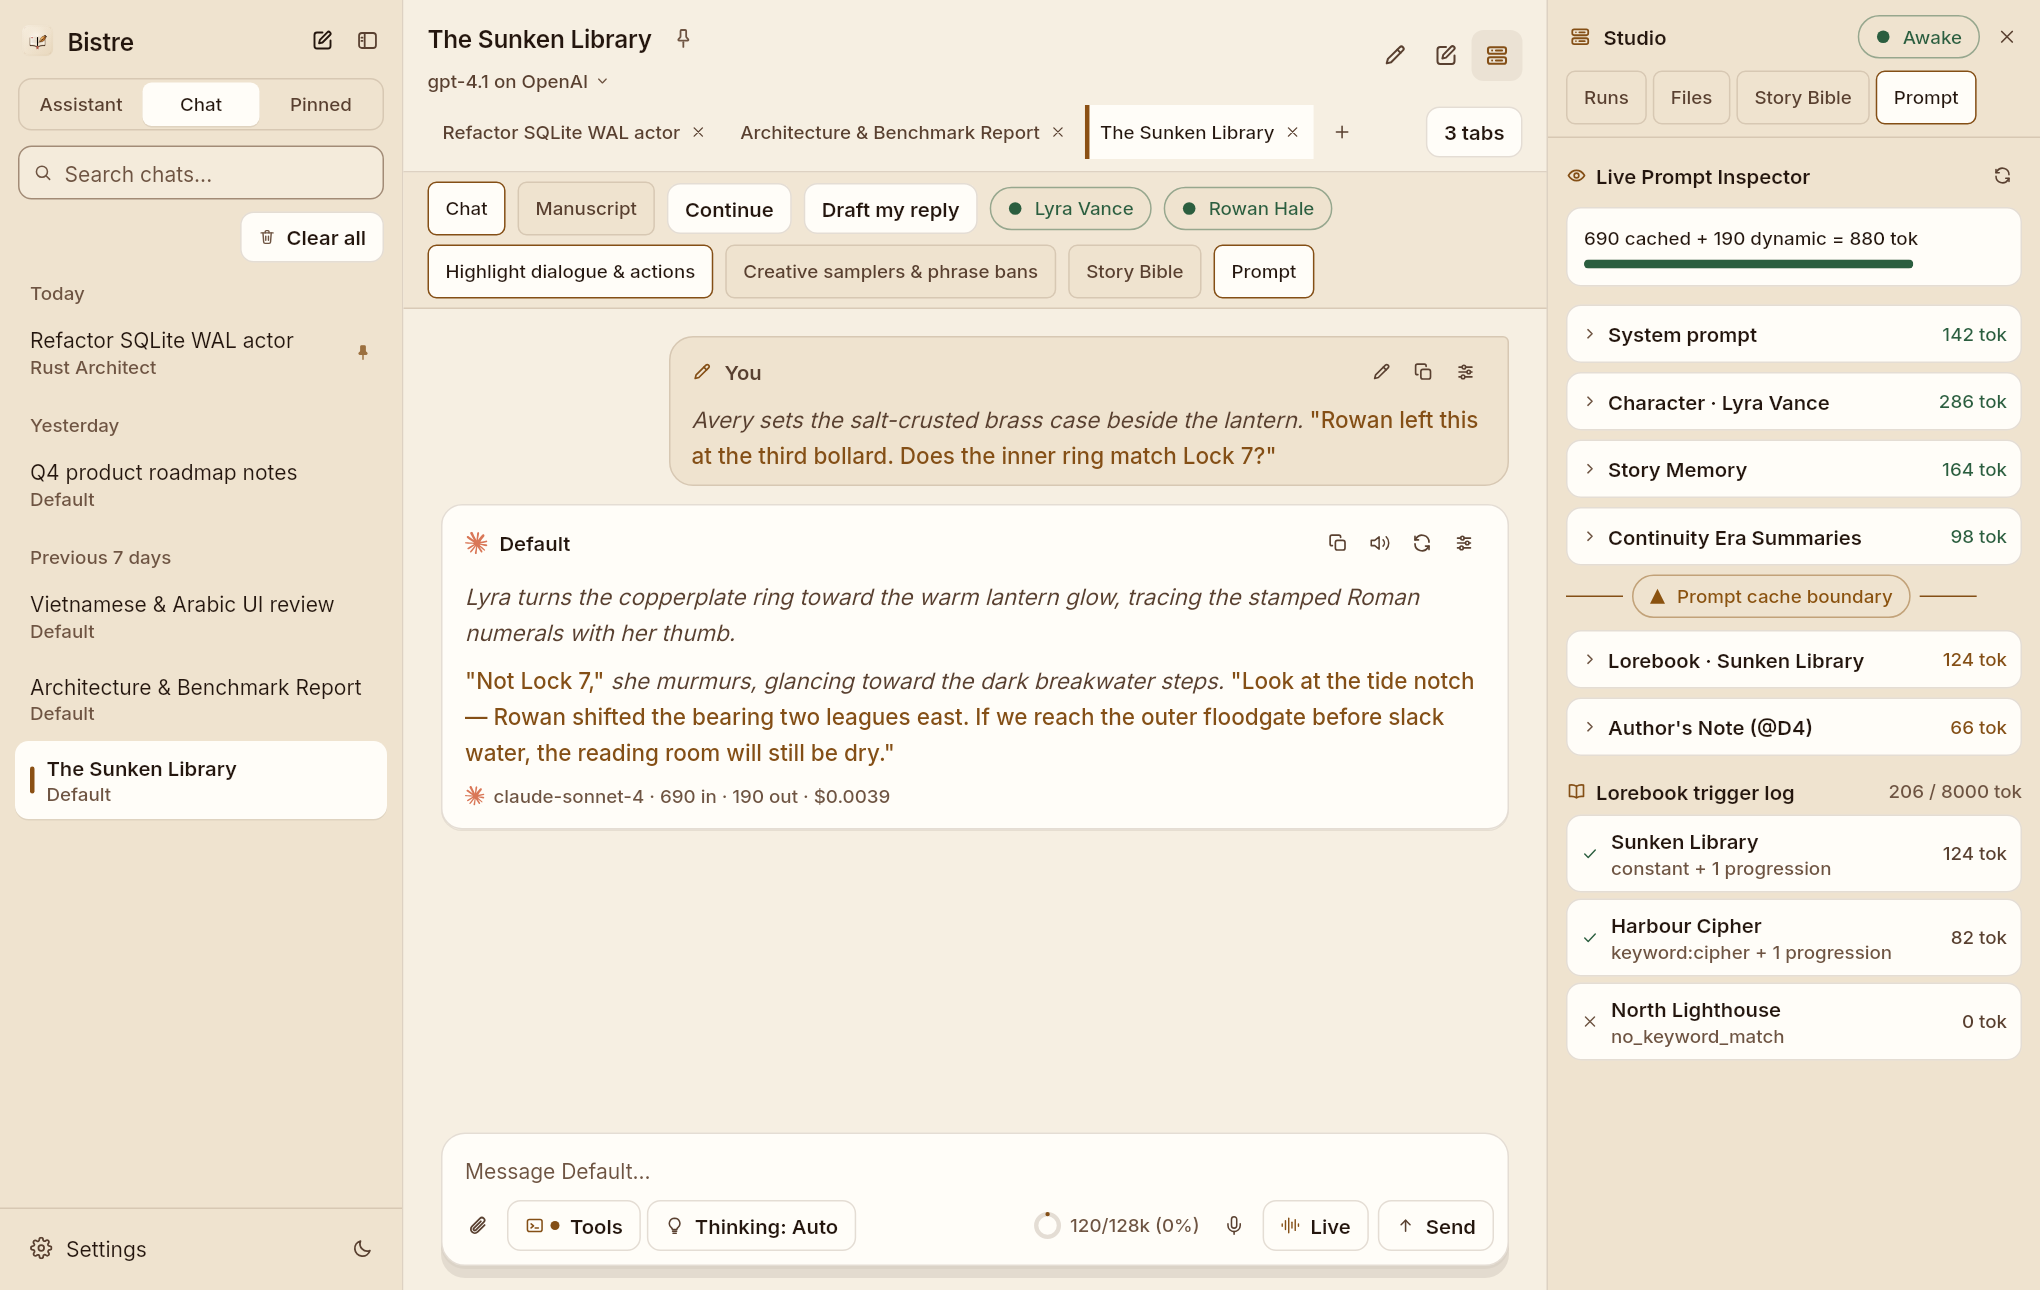 Bistre
Assistant
Chat
Pinned
Search chats...
Clear all
Today
Refactor SQLite WAL actor
Rust Architect
Yesterday
Q4 product roadmap notes
Default
Previous 7 days
Vietnamese & Arabic UI review
Default
Architecture & Benchmark Report
Default
The Sunken Library
Default
Settings
The Sunken Library
gpt-4.1 on OpenAI
Refactor SQLite WAL actor
Architecture & Benchmark Report
The Sunken Library
3 tabs
Chat
Manuscript
Continue
Draft my reply
Lyra Vance
Rowan Hale
Highlight dialogue & actions
Creative samplers & phrase bans
Story Bible
Prompt
You
Avery sets the salt-crusted brass case beside the lantern. "Rowan left this
at the third bollard. Does the inner ring match Lock 7?"
Default
Lyra turns the copperplate ring toward the warm lantern glow, tracing the stamped Roman
numerals with her thumb.
"Not Lock 7," she murmurs, glancing toward the dark breakwater steps. "Look at the tide notch
— Rowan shifted the bearing two leagues east. If we reach the outer floodgate before slack
water, the reading room will still be dry."
claude-sonnet-4 · 690 in · 190 out · $0.0039
Message Default...
Tools
Thinking: Auto
120/128k (0%)
Live
Send
Studio
Awake
Runs
Files
Story Bible
Prompt
Live Prompt Inspector
690 cached + 190 dynamic = 880 tok
System prompt
142 tok
Character · Lyra Vance
286 tok
Story Memory
164 tok
Continuity Era Summaries
98 tok
Prompt cache boundary
Lorebook · Sunken Library
124 tok
Author's Note (@D4)
66 tok
Lorebook trigger log
206 / 8000 tok
Sunken Library
constant + 1 progression
124 tok
Harbour Cipher
keyword:cipher + 1 progression
82 tok
North Lighthouse
no_keyword_match
0 tok